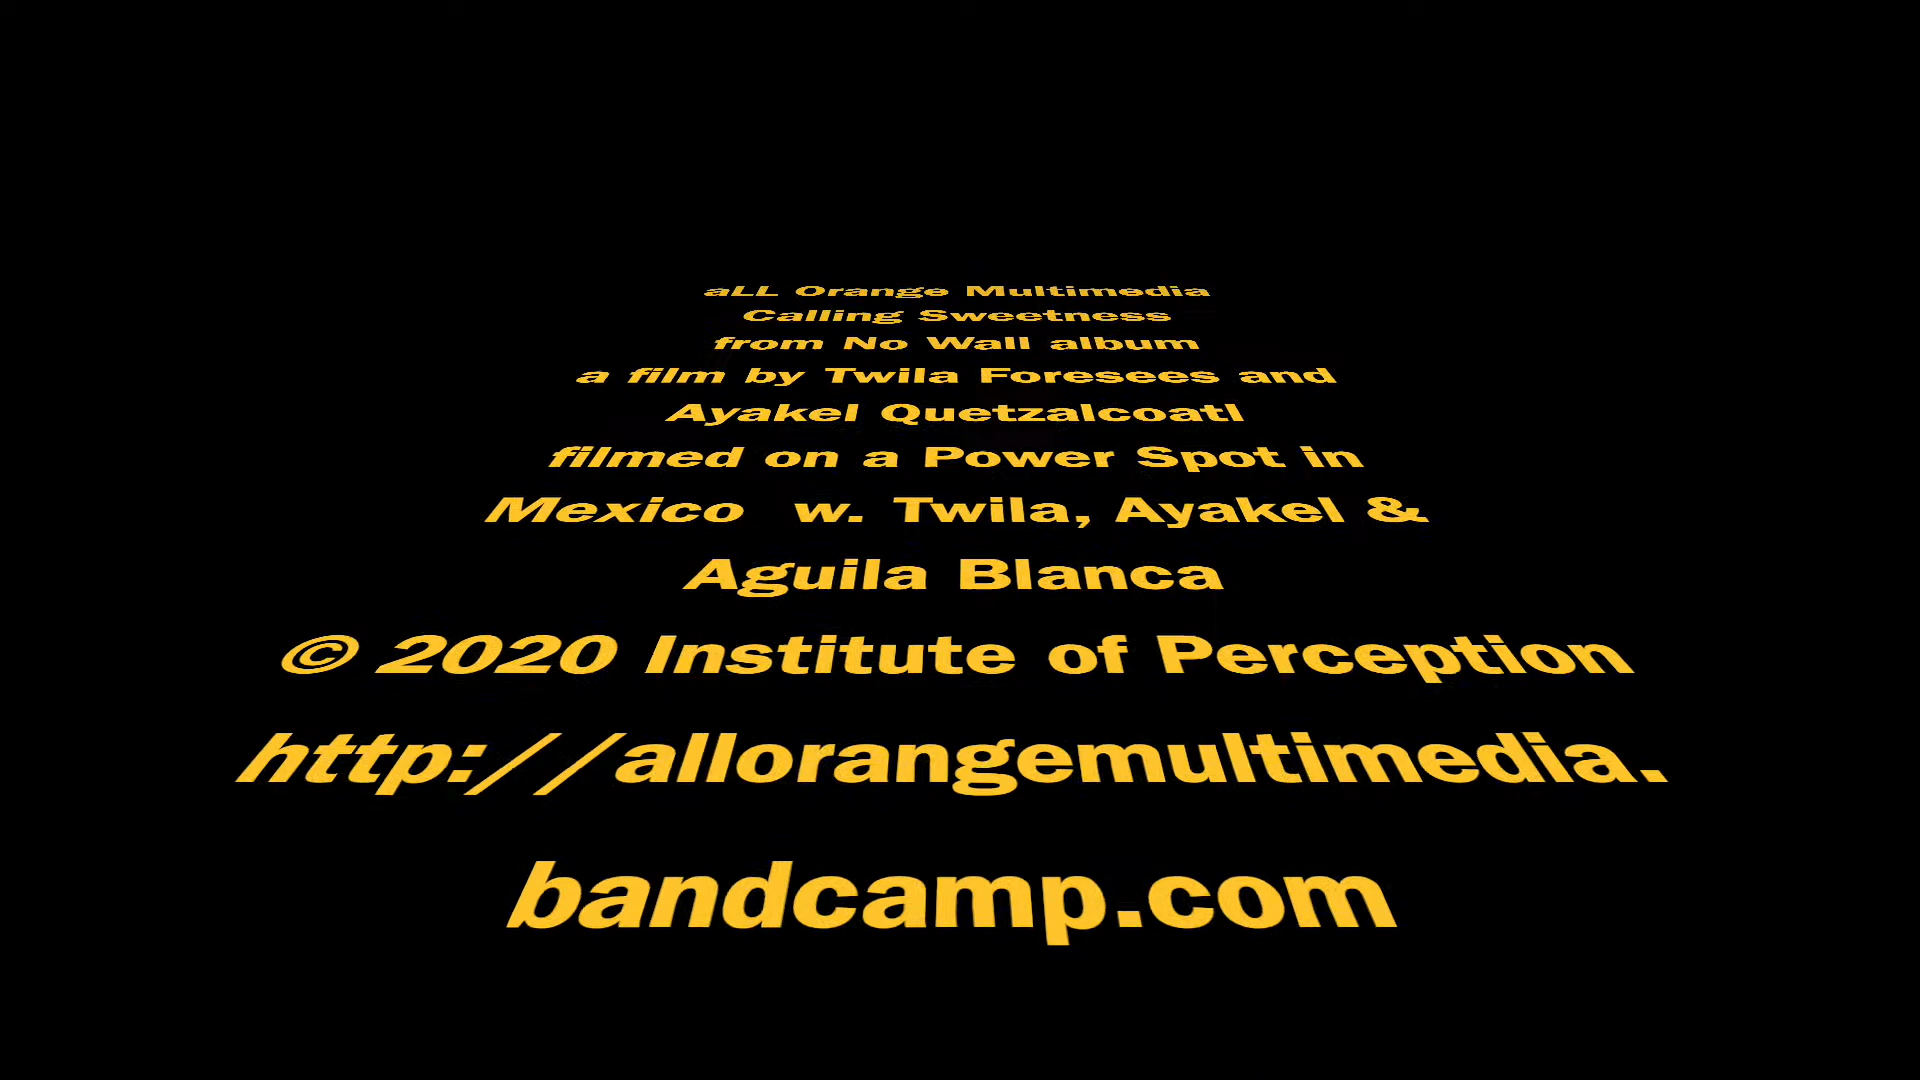 aLL Orange Multimedia
Calling Sweetness
from No Wall album
a film by Twila Foresees and
Ayakel Quetzalcoatl
filmed on a Power Spot in
Mexico w. Twila, Ayakel &
Aguila Blanca
© 2020 Institute of Perception
http://allorangemultimedia.
bandcamp.com